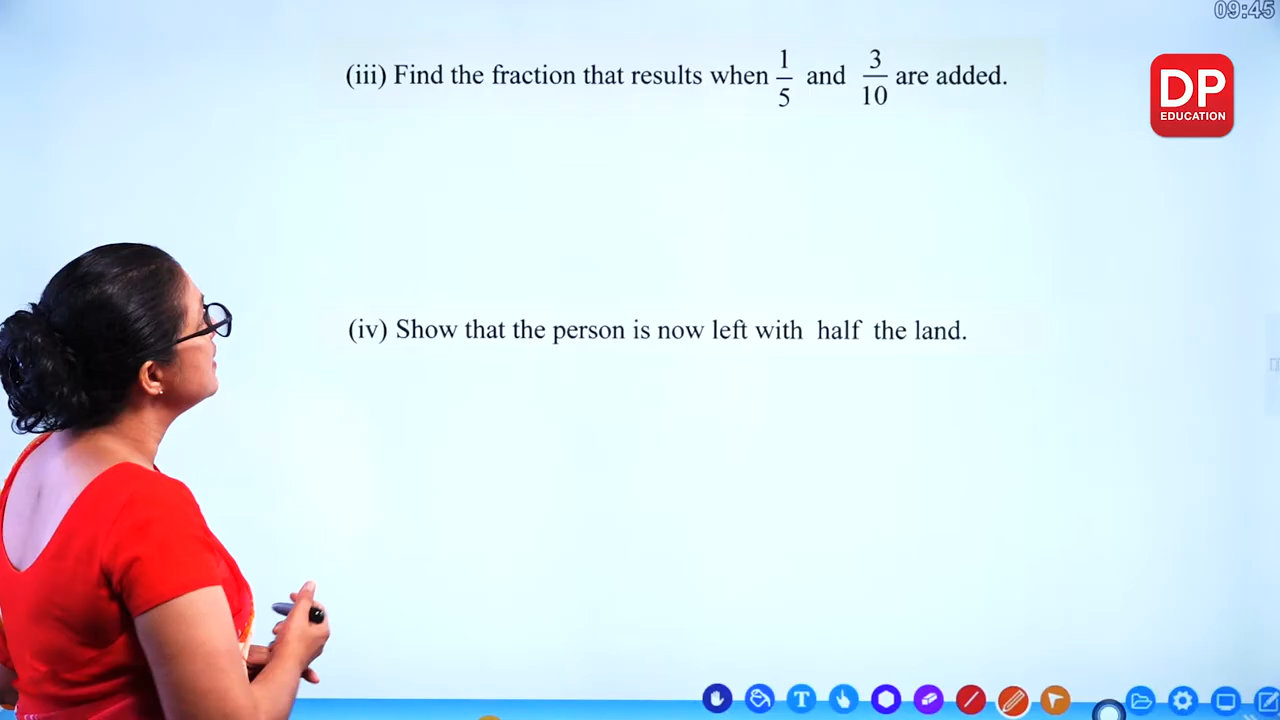 09:45
(iii) Find the fraction that results when 1/5 and 3/10 are added.
DP
EDUCATION
(iv) Show that the person is now left with half the land.
T